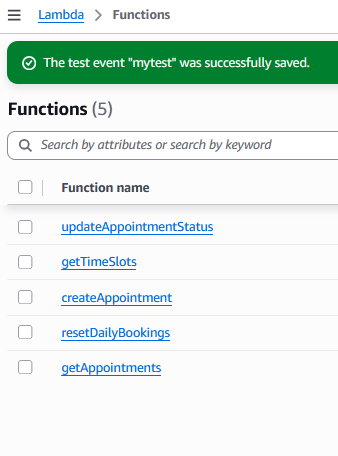 Lambda > Functions
The test event "mytest" was successfully saved.
Functions (5)
Search by attributes or search by keyword
Function name
updateAppointmentStatus
getTimeSlots
createAppointment
resetDailyBookings
getAppointments